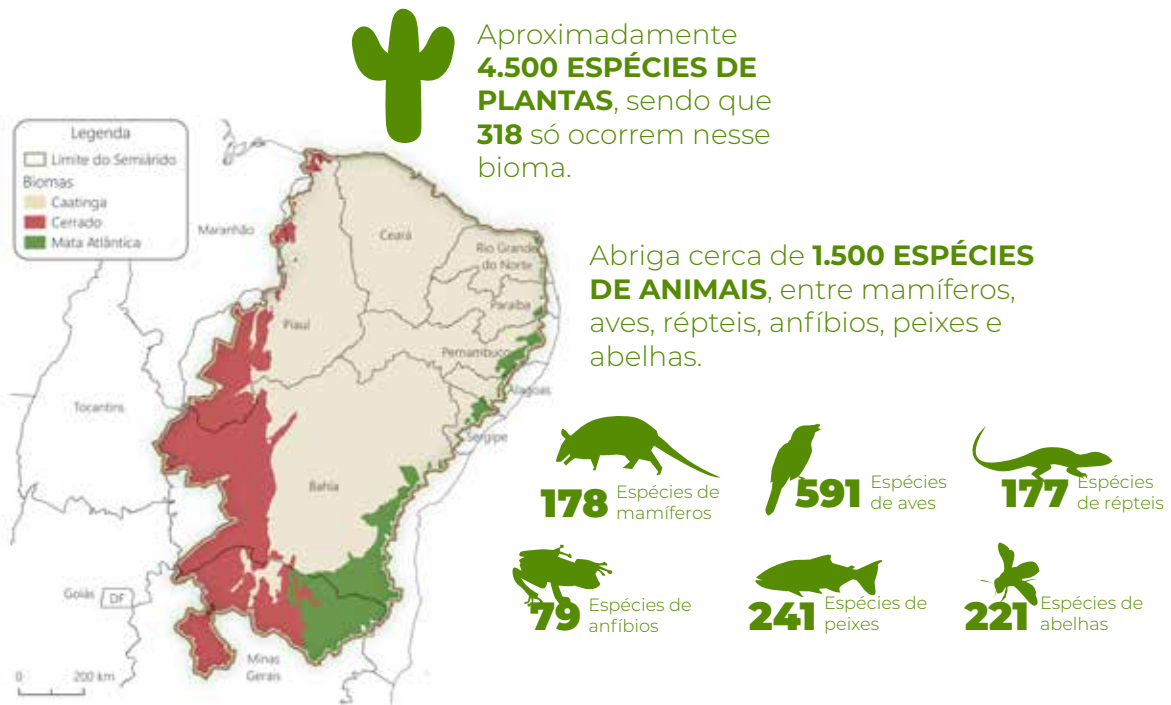 Aproximadamente
4.500 ESPÉCIES DE
PLANTAS, sendo que
318 só ocorrem nesse
bioma.
Legenda
Limite do Semiárido
Biomas
Caatinga
Cerrado
Mata Atlântica
Maranhão
Ceará
Rio Grande
do Norte
Paraíba
Piauí
Pernambuco
Alagoas
Sergipe
Tocantins
Bahia
Goiás
DF
Minas
Gerais
0 200 km
Abriga cerca de 1.500 ESPÉCIES
DE ANIMAIS, entre mamíferos,
aves, répteis, anfíbios, peixes e
abelhas.
178 Espécies de
mamíferos
591 Espécies
de aves
177 Espécies
de répteis
79 Espécies de
anfíbios
241 Espécies de
peixes
221 Espécies de
abelhas